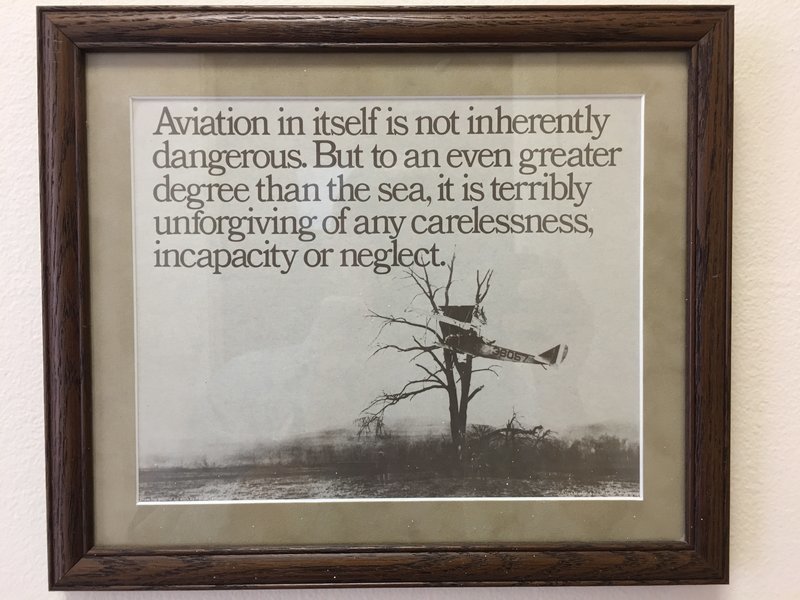 Aviation in itself is not inherently
dangerous. But to an even greater
degree than the sea, it is terribly
unforgiving of any carelessness,
incapacity or neglect.
38057